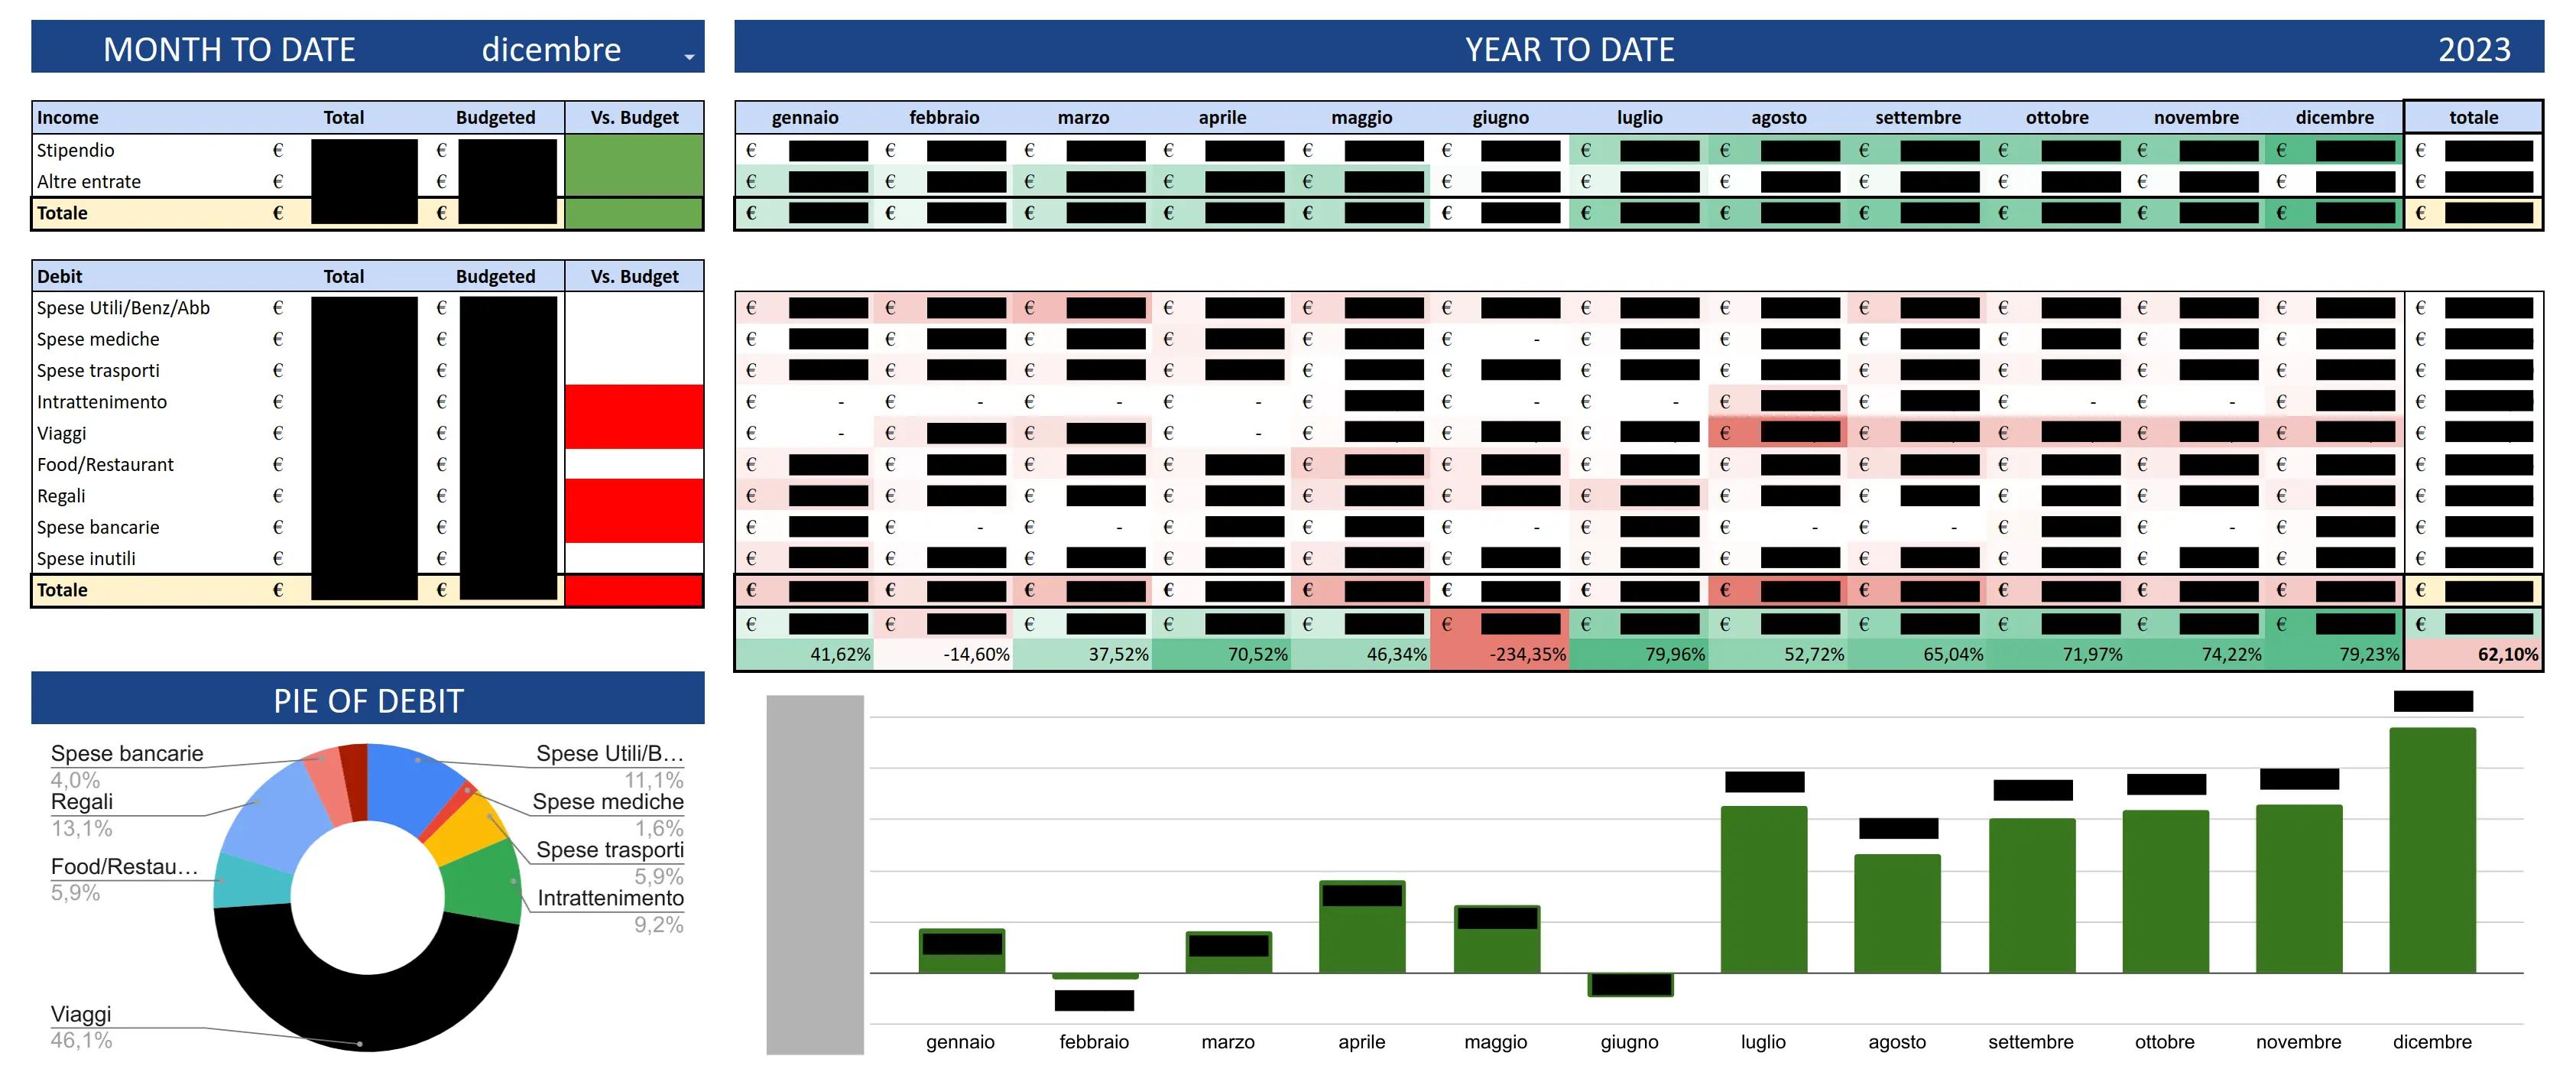 MONTH TO DATE dicembre
YEAR TO DATE 2023
Income Total Budgeted Vs. Budget
Stipendio € €
Altre entrate € €
Totale € €
gennaio febbraio marzo aprile maggio giugno luglio agosto settembre ottobre novembre dicembre totale
€ € € € € € € € € € € € €
€ € € € € € € € € € € € €
€ € € € € € € € € € € € €
Debit Total Budgeted Vs. Budget
Spese Utili/Benz/Abb € €
Spese mediche € €
Spese trasporti € €
Intrattenimento € €
Viaggi € €
Food/Restaurant € €
Regali € €
Spese bancarie € €
Spese inutili € €
Totale € €
€ € € € € € € € € € € € €
€ € € € € € - € € € € € € €
€ € € € € € € € € € € € €
€ - € - € - € - € € - € - € € € - € - € €
€ - € € € - € € € € € € € € €
€ € € € € € € € € € € € €
€ € € € € € € € € € € € €
€ € - € - € € € - € € - € - € € - € €
€ € € € € € € € € € € € €
€ € € € € € € € € € € € €
€ € € € € € € € € € € € €
41,62% -14,60% 37,52% 70,52% 46,34% -234,35% 79,96% 52,72% 65,04% 71,97% 74,22% 79,23% 62,10%
PIE OF DEBIT
Spese bancarie
4,0%
Regali
13,1%
Food/Restau…
5,9%
Viaggi
46,1%
Spese Utili/B…
11,1%
Spese mediche
1,6%
Spese trasporti
5,9%
Intrattenimento
9,2%
gennaio febbraio marzo aprile maggio giugno luglio agosto settembre ottobre novembre dicembre